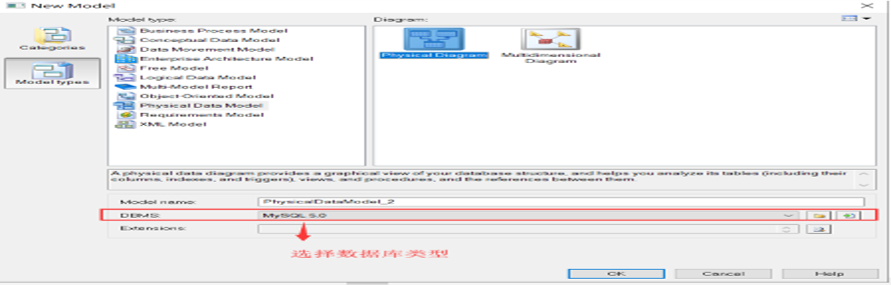 New Model
Model type:
Diagram:
Categories
Model types
Business Process Model
Conceptual Data Model
Data Movement Model
Enterprise Architecture Model
Free Model
Logical Data Model
Multi-Model Report
Object-Oriented Model
Physical Data Model
Requirements Model
XML Model
Physical Diagram
Multidimensional
Diagram
A physical data diagram provides a graphical view of your database structure, and helps you analyze its tables (including their
columns, indexes, and triggers), views, and procedures, and the references between them.
Model name:
PhysicalDataModel_2
DBMS:
MySQL 5.0
Extensions:
选择数据库类型
OK
Cancel
Help